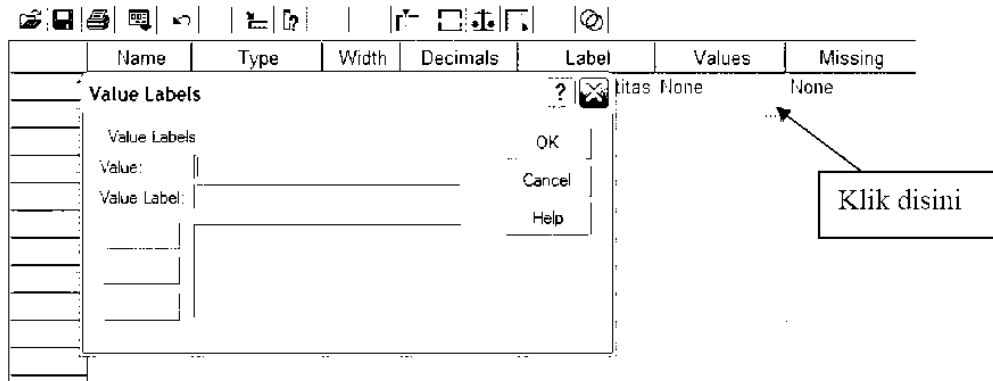 Name Type Width Decimals Label Values Missing
Value Labels ?
titas None None
Value Labels
Value:
Value Label:
OK
Cancel
Help
Klik disini